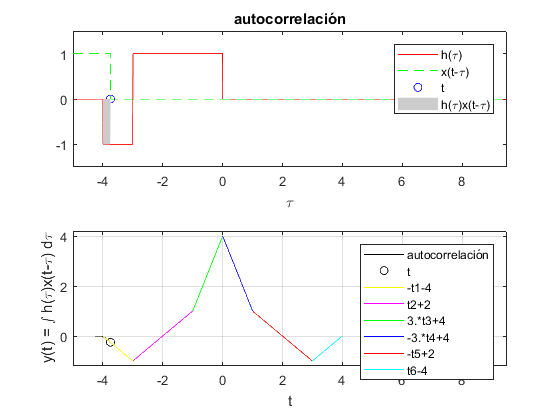 autocorrelación
1
0
-1
h(τ)
x(t-τ)
t
h(τ)x(t-τ)
-4 -2 0 2 4 6 8
τ
y(t) = ∫ h(τ)x(t-τ) dτ
4
2
0
autocorrelación
t
-t1-4
t2+2
3.*t3+4
-3.*t4+4
-t5+2
t6-4
-4 -2 0 2 4 6 8
t